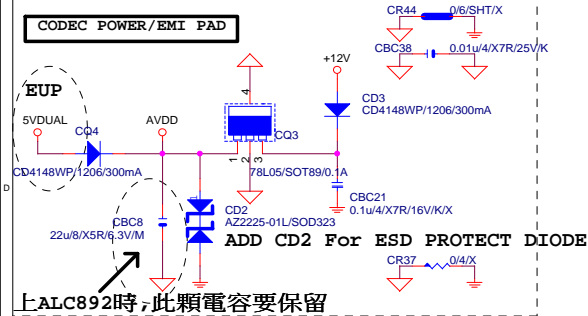 CODEC POWER/EMI PAD
CR44 0/6/SHT/X
CBC38 0.01u/4/X7R/25V/K
+12V
EUP
5VDUAL
CQ4
AVDD
4
CQ3
CD3
CD4148WP/1206/300mA
CD4148WP/1206/300mA
1 2 3
78L05/SOT89/0.1A
D
CBC8
22u/8/X5R/6.3V/M
CD2
AZ2225-01L/SOD323
CBC21
0.1u/4/X7R/16V/K/X
ADD CD2 For ESD PROTECT DIODE
CR37 0/4/X
上ALC892時,此顆電容要保留